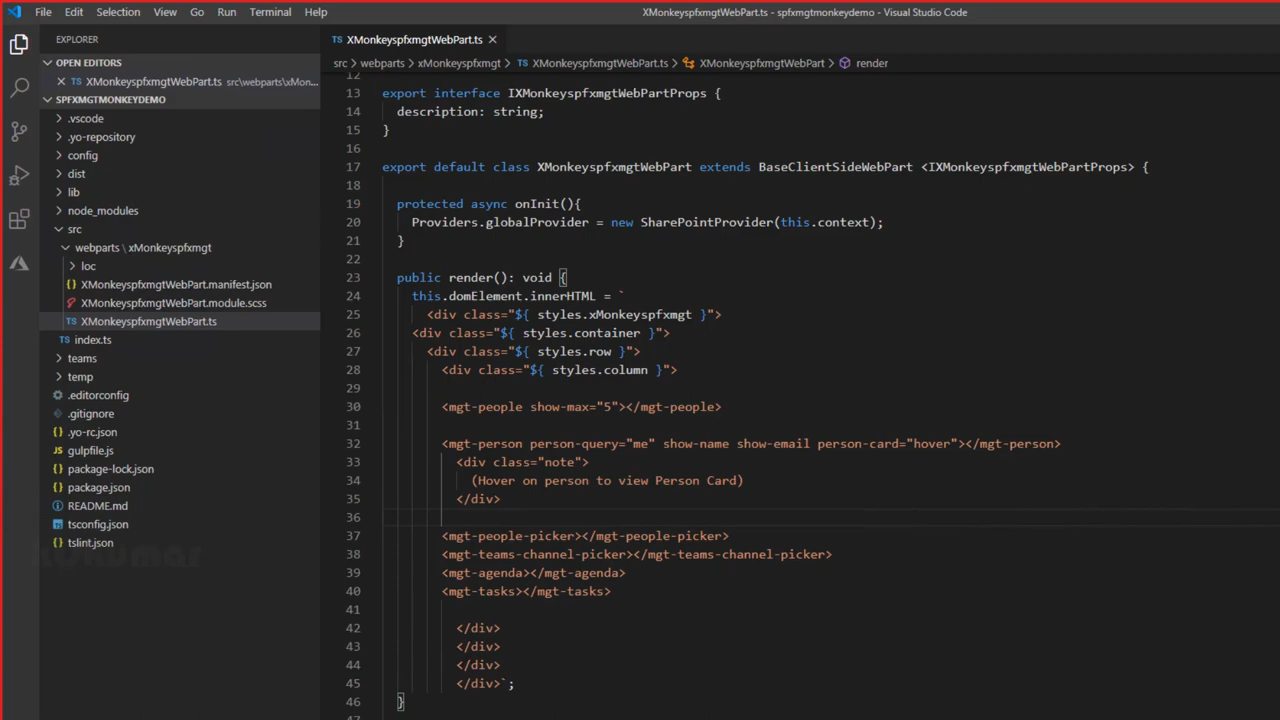 File Edit Selection View Go Run Terminal Help
XMonkeyspfxmgtWebPart.ts - spfxmgtmonkeydemo - Visual Studio Code
EXPLORER
OPEN EDITORS
TS XMonkeyspfxmgtWebPart.ts src\webparts\xMon...
SPFXMGTMONKEYDEMO
.vscode
.yo-repository
config
dist
lib
node_modules
src
webparts \ xMonkeyspfxmgt
loc
{} XMonkeyspfxmgtWebPart.manifest.json
XMonkeyspfxmgtWebPart.module.scss
TS XMonkeyspfxmgtWebPart.ts
TS index.ts
teams
temp
.editorconfig
.gitignore
{} .yo-rc.json
gulpfile.js
{} package-lock.json
{} package.json
README.md
tsconfig.json
{} tslint.json
TS XMonkeyspfxmgtWebPart.ts
src > webparts > xMonkeyspfxmgt > TS XMonkeyspfxmgtWebPart.ts > XMonkeyspfxmgtWebPart > render
12
13 export interface IXMonkeyspfxmgtWebPartProps {
14 description: string;
15 }
16
17 export default class XMonkeyspfxmgtWebPart extends BaseClientSideWebPart <IXMonkeyspfxmgtWebPartProps> {
18
19 protected async onInit(){
20 Providers.globalProvider = new SharePointProvider(this.context);
21 }
22
23 public render(): void {
24 this.domElement.innerHTML = `
25 <div class="${ styles.xMonkeyspfxmgt }">
26 <div class="${ styles.container }">
27 <div class="${ styles.row }">
28 <div class="${ styles.column }">
29
30 <mgt-people show-max="5"></mgt-people>
31
32 <mgt-person person-query="me" show-name show-email person-card="hover"></mgt-person>
33 <div class="note">
34 (Hover on person to view Person Card)
35 </div>
36
37 <mgt-people-picker></mgt-people-picker>
38 <mgt-teams-channel-picker></mgt-teams-channel-picker>
39 <mgt-agenda></mgt-agenda>
40 <mgt-tasks></mgt-tasks>
41
42 </div>
43 </div>
44 </div>
45 </div>`;
46 }